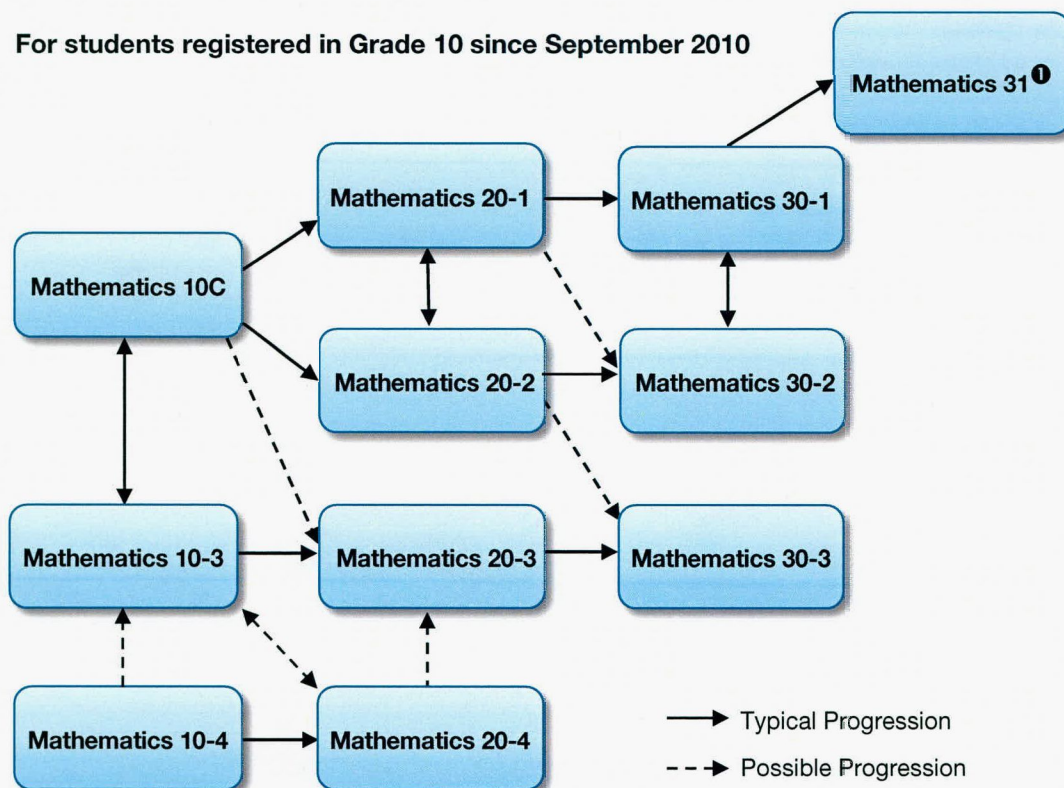 For students registered in Grade 10 since September 2010
Mathematics 31❶
Mathematics 20-1
Mathematics 30-1
Mathematics 10C
Mathematics 20-2
Mathematics 30-2
Mathematics 10-3
Mathematics 20-3
Mathematics 30-3
Mathematics 10-4
Mathematics 20-4
Typical Progression
Possible Progression